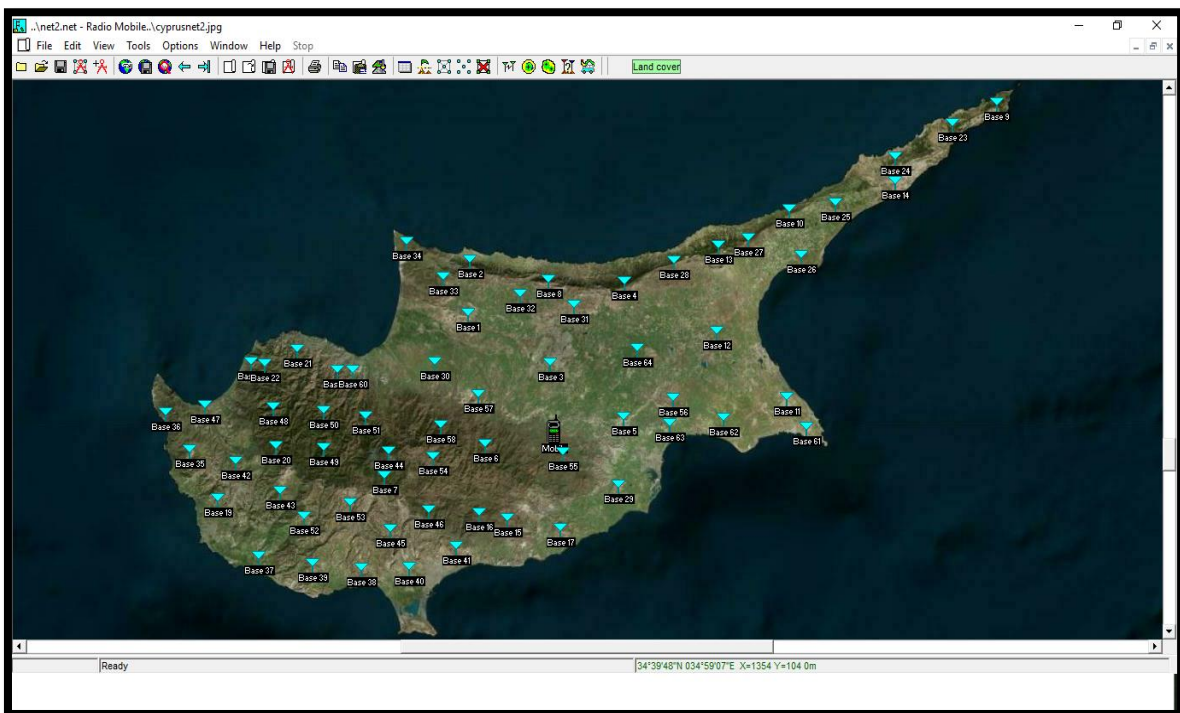 ..\net2.net - Radio Mobile..\cyprusnet2.jpg
File Edit View Tools Options Window Help Stop
Land cover
Base 9
Base 23
Base 24
Base 14
Base 25
Base 10
Base 27
Base 13
Base 26
Base 34
Base 2
Base 28
Base 33
Base 8
Base 4
Base 32
Base 31
Base 1
Base 12
Base 21
Base 64
Base 22
Base 60
Base 30
Base 3
Base 57
Base 56
Base 11
Base 36
Base 47
Base 48
Base 50
Base 51
Base 5
Base 62
Base 63
Base 61
Base 58
Base 35
Base 20
Base 49
Base 44
Base 54
Base 6
Base 55
Base 42
Base 7
Base 29
Base 19
Base 43
Base 53
Base 52
Base 46
Base 16
Base 15
Base 45
Base 17
Base 41
Base 37
Base 39
Base 38
Base 40
Ready
34°39'48"N 034°59'07"E X=1354 Y=104 0m